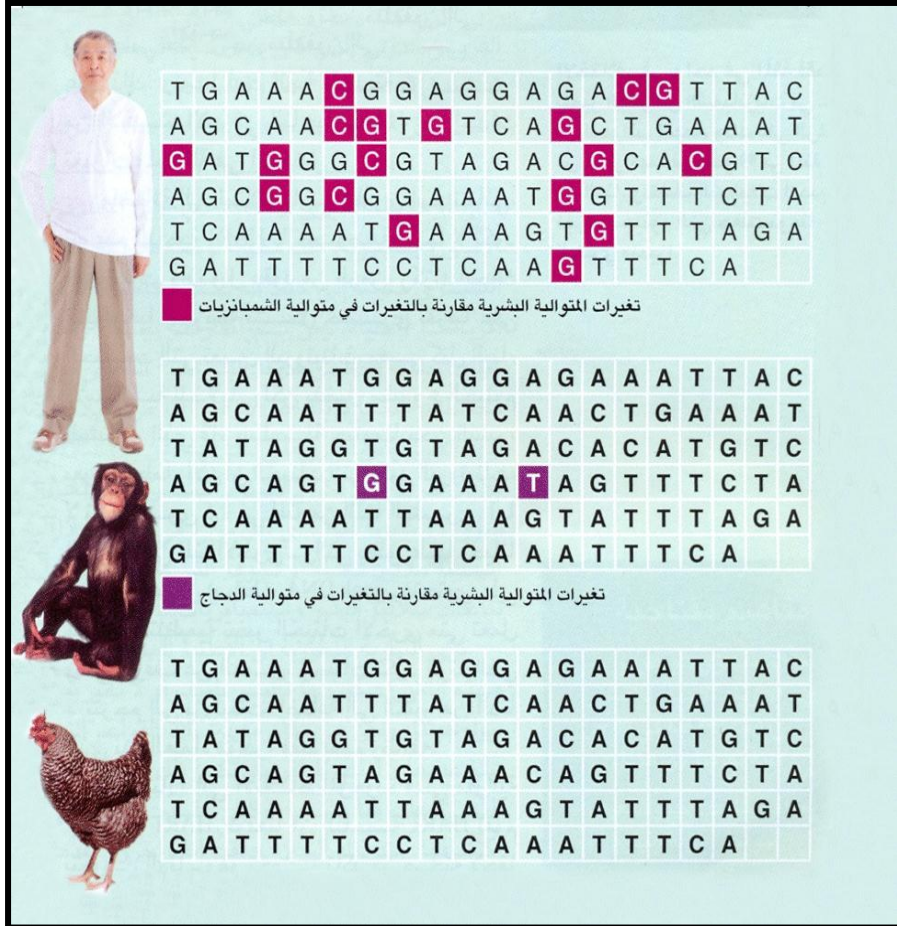 T G A A A C G G A G G A G A C G T T A C
A G C A A C G T G T C A G C T G A A A T
G A T G G G C G T A G A C G C A C G T C
A G C G G C G G A A A T G G T T T C T A
T C A A A A T G A A A G T G T T T A G A
G A T T T T C C T C A A G T T T C A
تغيرات المتوالية البشرية مقارنة بالتغيرات في متوالية الشمبانزيات
T G A A A T G G A G G A G A A A T T A C
A G C A A T T T A T C A A C T G A A A T
T A T A G G T G T A G A C A C A T G T C
A G C A G T G G A A A T A G T T T C T A
T C A A A A T T A A A G T A T T T A G A
G A T T T T C C T C A A A T T T C A
تغيرات المتوالية البشرية مقارنة بالتغيرات في متوالية الدجاج
T G A A A T G G A G G A G A A A T T A C
A G C A A T T T A T C A A C T G A A A T
T A T A G G T G T A G A C A C A T G T C
A G C A G T A G A A A C A G T T T C T A
T C A A A A T T A A A G T A T T T A G A
G A T T T T C C T C A A A T T T C A